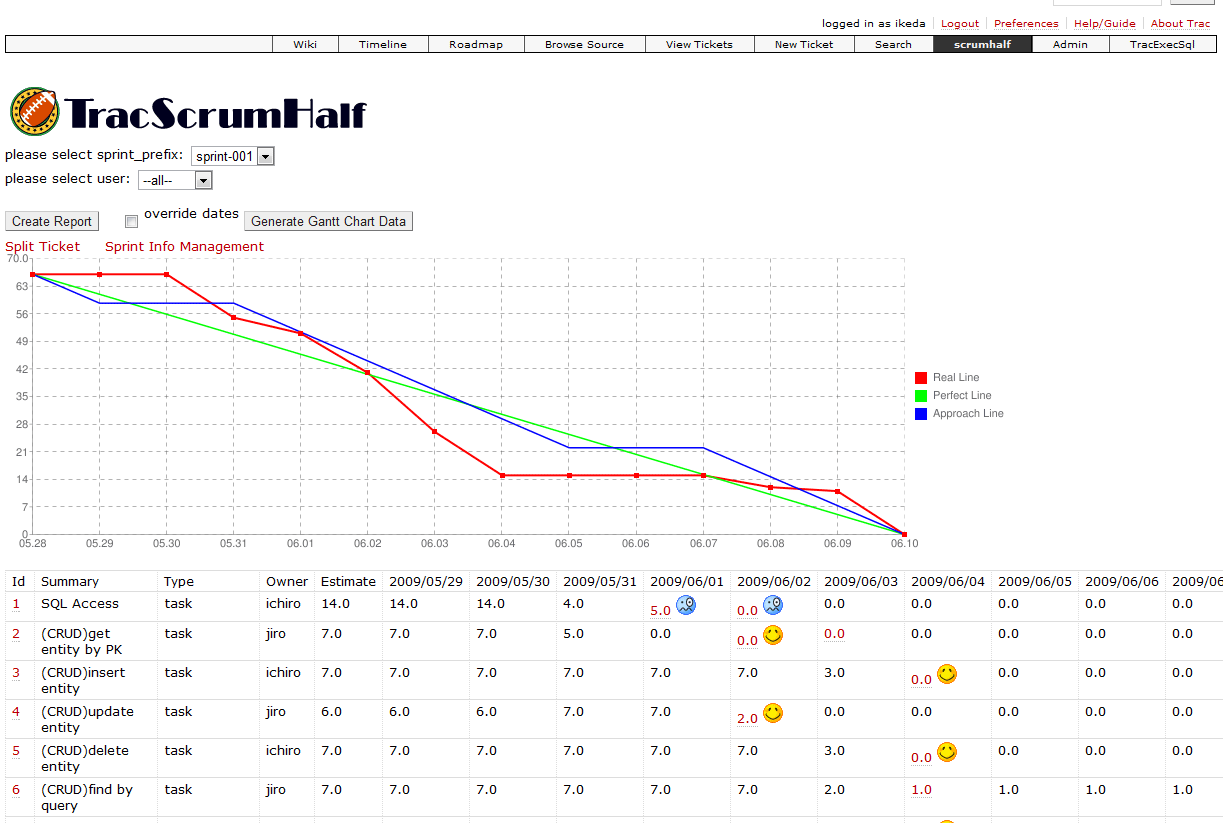 logged in as ikeda Logout Preferences Help/Guide About Trac
Wiki Timeline Roadmap Browse Source View Tickets New Ticket Search scrumhalf Admin TracExecSql
TracScrumHalf
please select sprint_prefix: sprint-001
please select user: --all--
Create Report override dates Generate Gantt Chart Data
Split Ticket Sprint Info Management
70.0
63
56
49
42
35
28
21
14
7
0
05.28 05.29 05.30 05.31 06.01 06.02 06.03 06.04 06.05 06.06 06.07 06.08 06.09 06.10
Real Line
Perfect Line
Approach Line
Id Summary Type Owner Estimate 2009/05/29 2009/05/30 2009/05/31 2009/06/01 2009/06/02 2009/06/03 2009/06/04 2009/06/05 2009/06/06 2009/06
1 SQL Access task ichiro 14.0 14.0 14.0 4.0 5.0 0.0 0.0 0.0 0.0 0.0 0.0
2 (CRUD)get task jiro 7.0 7.0 7.0 5.0 0.0 0.0 0.0 0.0 0.0 0.0 0.0
entity by PK
3 (CRUD)insert task ichiro 7.0 7.0 7.0 7.0 7.0 7.0 3.0 0.0 0.0 0.0 0.0
entity
4 (CRUD)update task jiro 6.0 6.0 6.0 7.0 7.0 2.0 0.0 0.0 0.0 0.0 0.0
entity
5 (CRUD)delete task ichiro 7.0 7.0 7.0 7.0 7.0 7.0 3.0 0.0 0.0 0.0 0.0
entity
6 (CRUD)find by task jiro 7.0 7.0 7.0 7.0 7.0 7.0 2.0 1.0 1.0 1.0 1.0
query